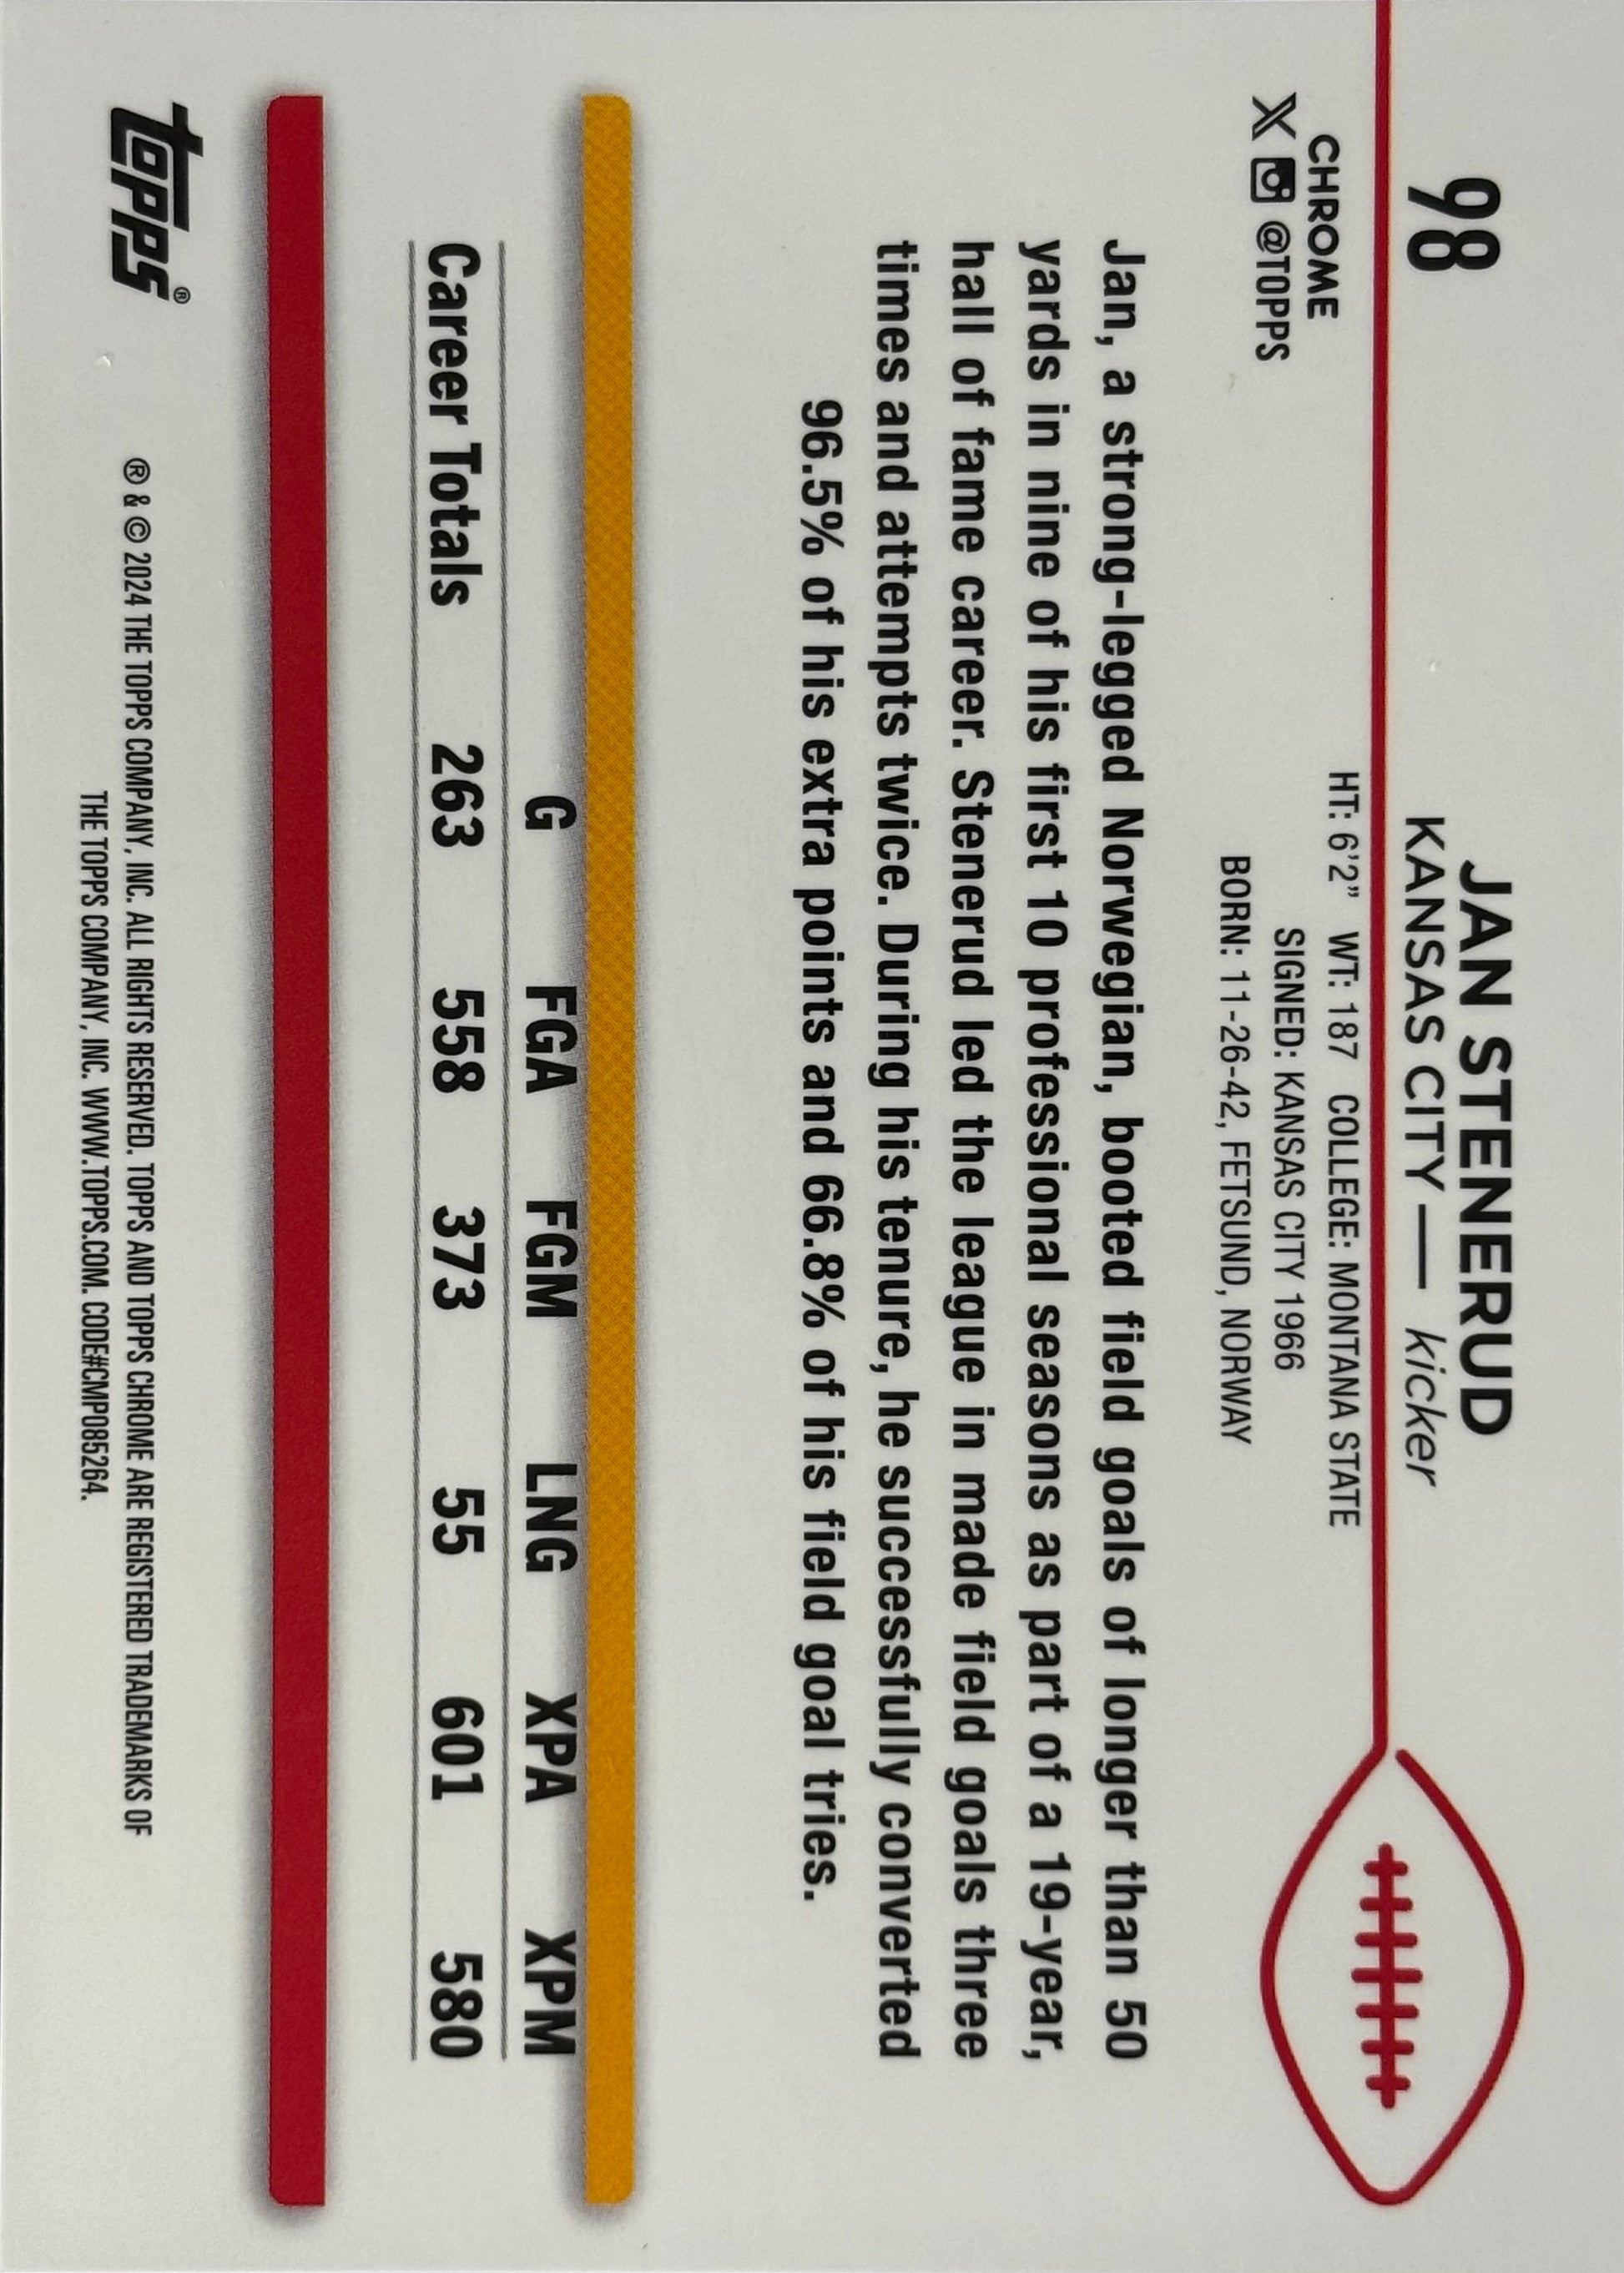 98
JAN STENERUD
KANSAS CITY — kicker
CHROME
X @TOPPS
HT: 6'2" WT: 187 COLLEGE: MONTANA STATE
SIGNED: KANSAS CITY 1966
BORN: 11-26-42, FETSUND, NORWAY
Jan, a strong-legged Norwegian, booted field goals of longer than 50
yards in nine of his first 10 professional seasons as part of a 19-year,
hall of fame career. Stenerud led the league in made field goals three
times and attempts twice. During his tenure, he successfully converted
96.5% of his extra points and 66.8% of his field goal tries.
G FGA FGM LNG XPA XPM
Career Totals 263 558 373 55 601 580
topps®
® & © 2024 THE TOPPS COMPANY, INC. ALL RIGHTS RESERVED. TOPPS AND TOPPS CHROME ARE REGISTERED TRADEMARKS OF
THE TOPPS COMPANY, INC. WWW.TOPPS.COM. CODE#CMP085264.